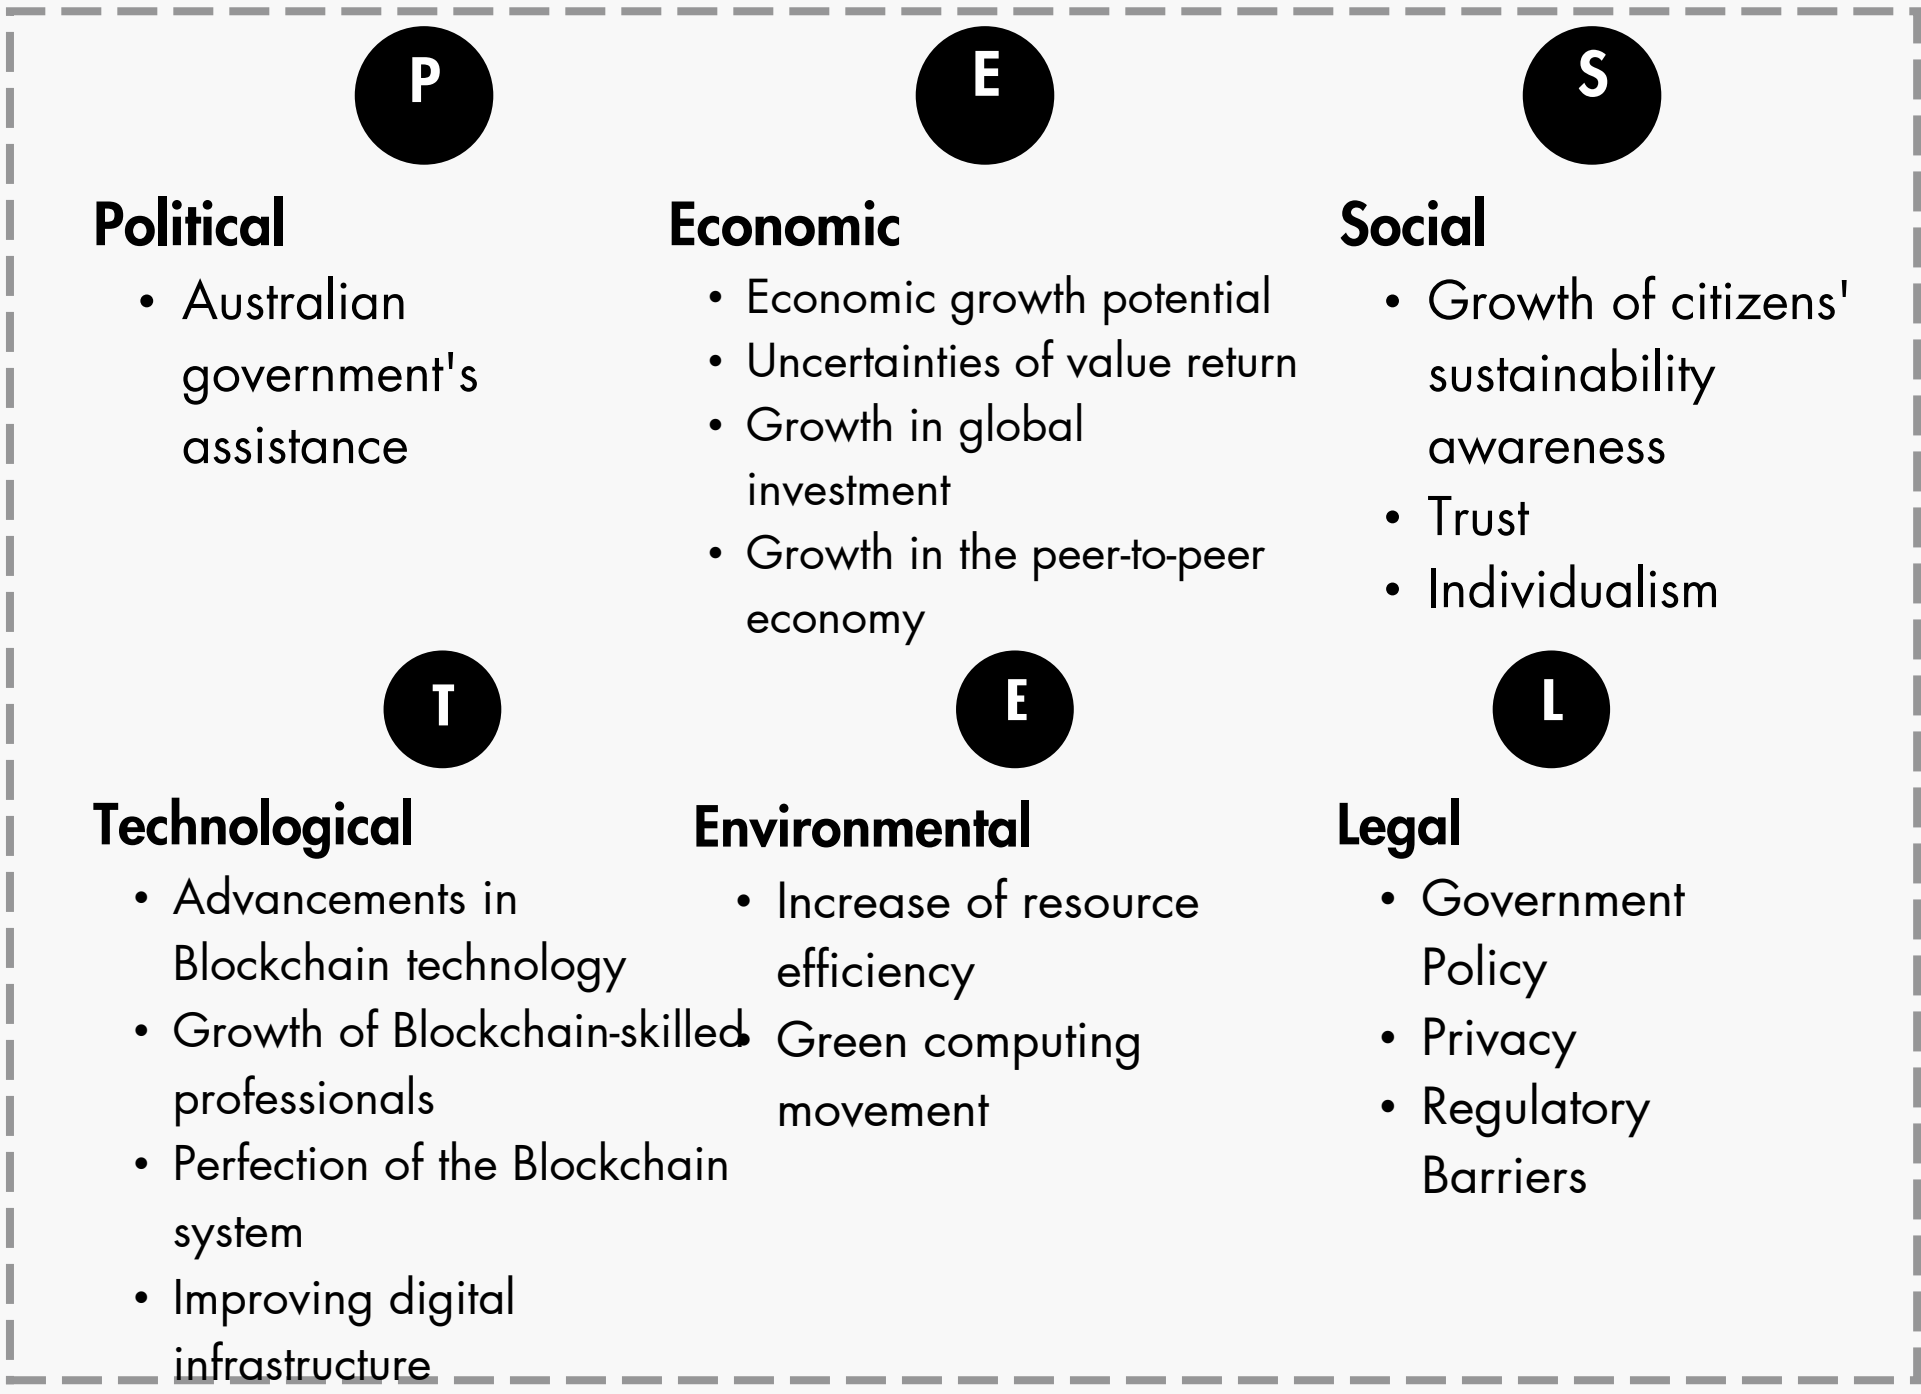 P
Political
• Australian
government's
assistance
E
Economic
• Economic growth potential
• Uncertainties of value return
• Growth in global
investment
• Growth in the peer-to-peer
economy
S
Social
• Growth of citizens'
sustainability
awareness
• Trust
• Individualism
T
Technological
• Advancements in
Blockchain technology
• Growth of Blockchain-skilled
professionals
• Perfection of the Blockchain
system
• Improving digital
infrastructure
E
Environmental
• Increase of resource
efficiency
• Green computing
movement
L
Legal
• Government
Policy
• Privacy
• Regulatory
Barriers